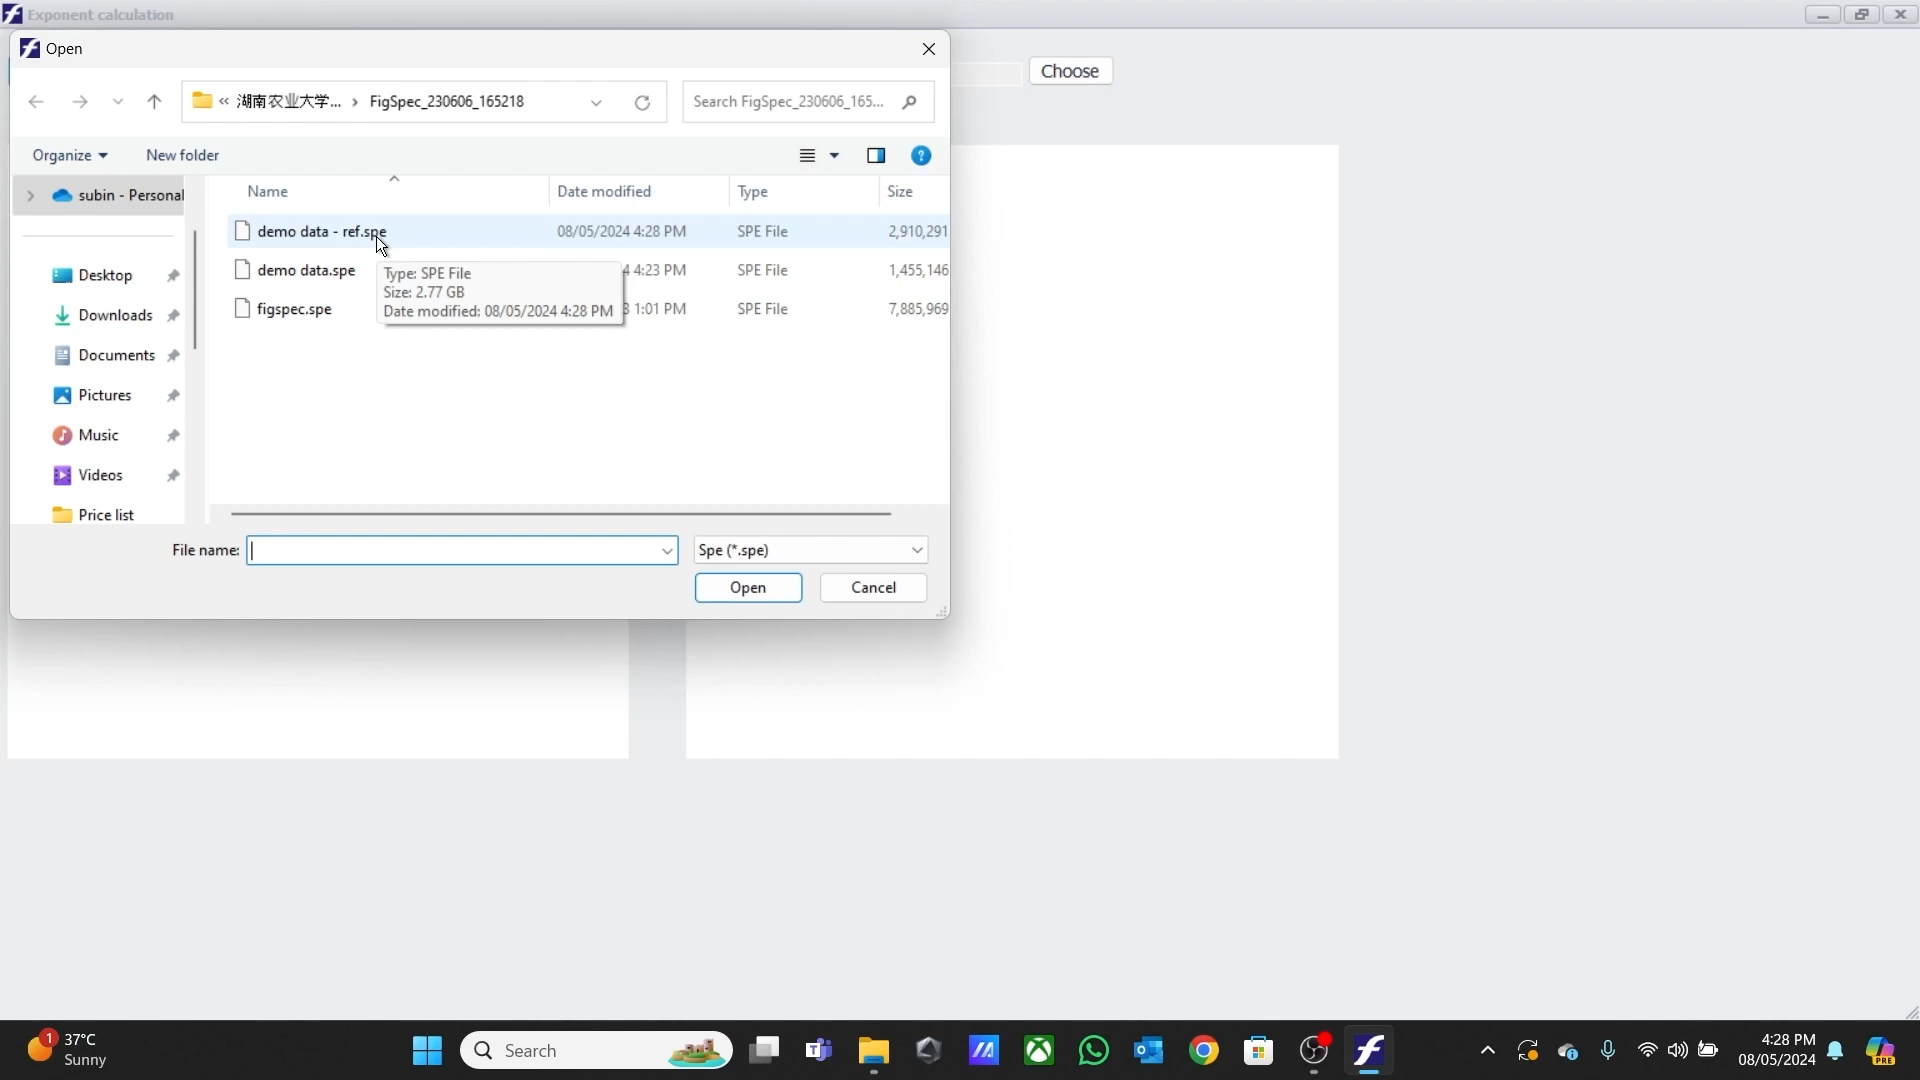 Exponent calculation
Open
« 湖南农业大学... › FigSpec_230606_165218
Search FigSpec_230606_165...
Choose
Organize
New folder
?
subin - Personal
Name
Date modified
Type
Size
demo data - ref.spe
08/05/2024 4:28 PM
SPE File
2,910,291
demo data.spe
4 4:23 PM
SPE File
1,455,146
figspec.spe
3 1:01 PM
SPE File
7,885,969
Type: SPE File
Size: 2.77 GB
Date modified: 08/05/2024 4:28 PM
Desktop
Downloads
Documents
Pictures
Music
Videos
Price list
File name:
Spe (*.spe)
Open
Cancel
1
37°C
Sunny
Search
4:28 PM
08/05/2024
PRE